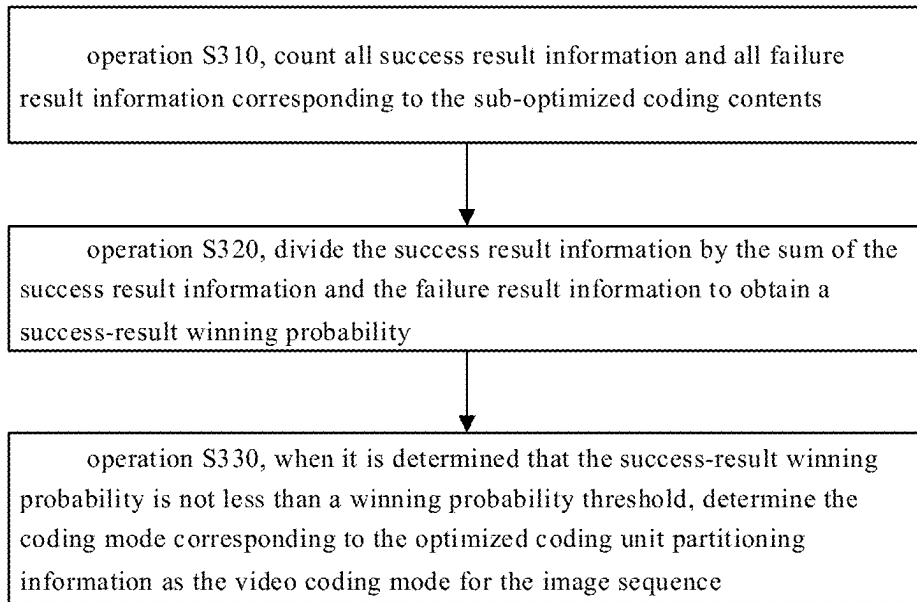 operation S310, count all success result information and all failure
result information corresponding to the sub-optimized coding contents
operation S320, divide the success result information by the sum of the
success result information and the failure result information to obtain a
success-result winning probability
operation S330, when it is determined that the success-result winning
probability is not less than a winning probability threshold, determine the
coding mode corresponding to the optimized coding unit partitioning
information as the video coding mode for the image sequence